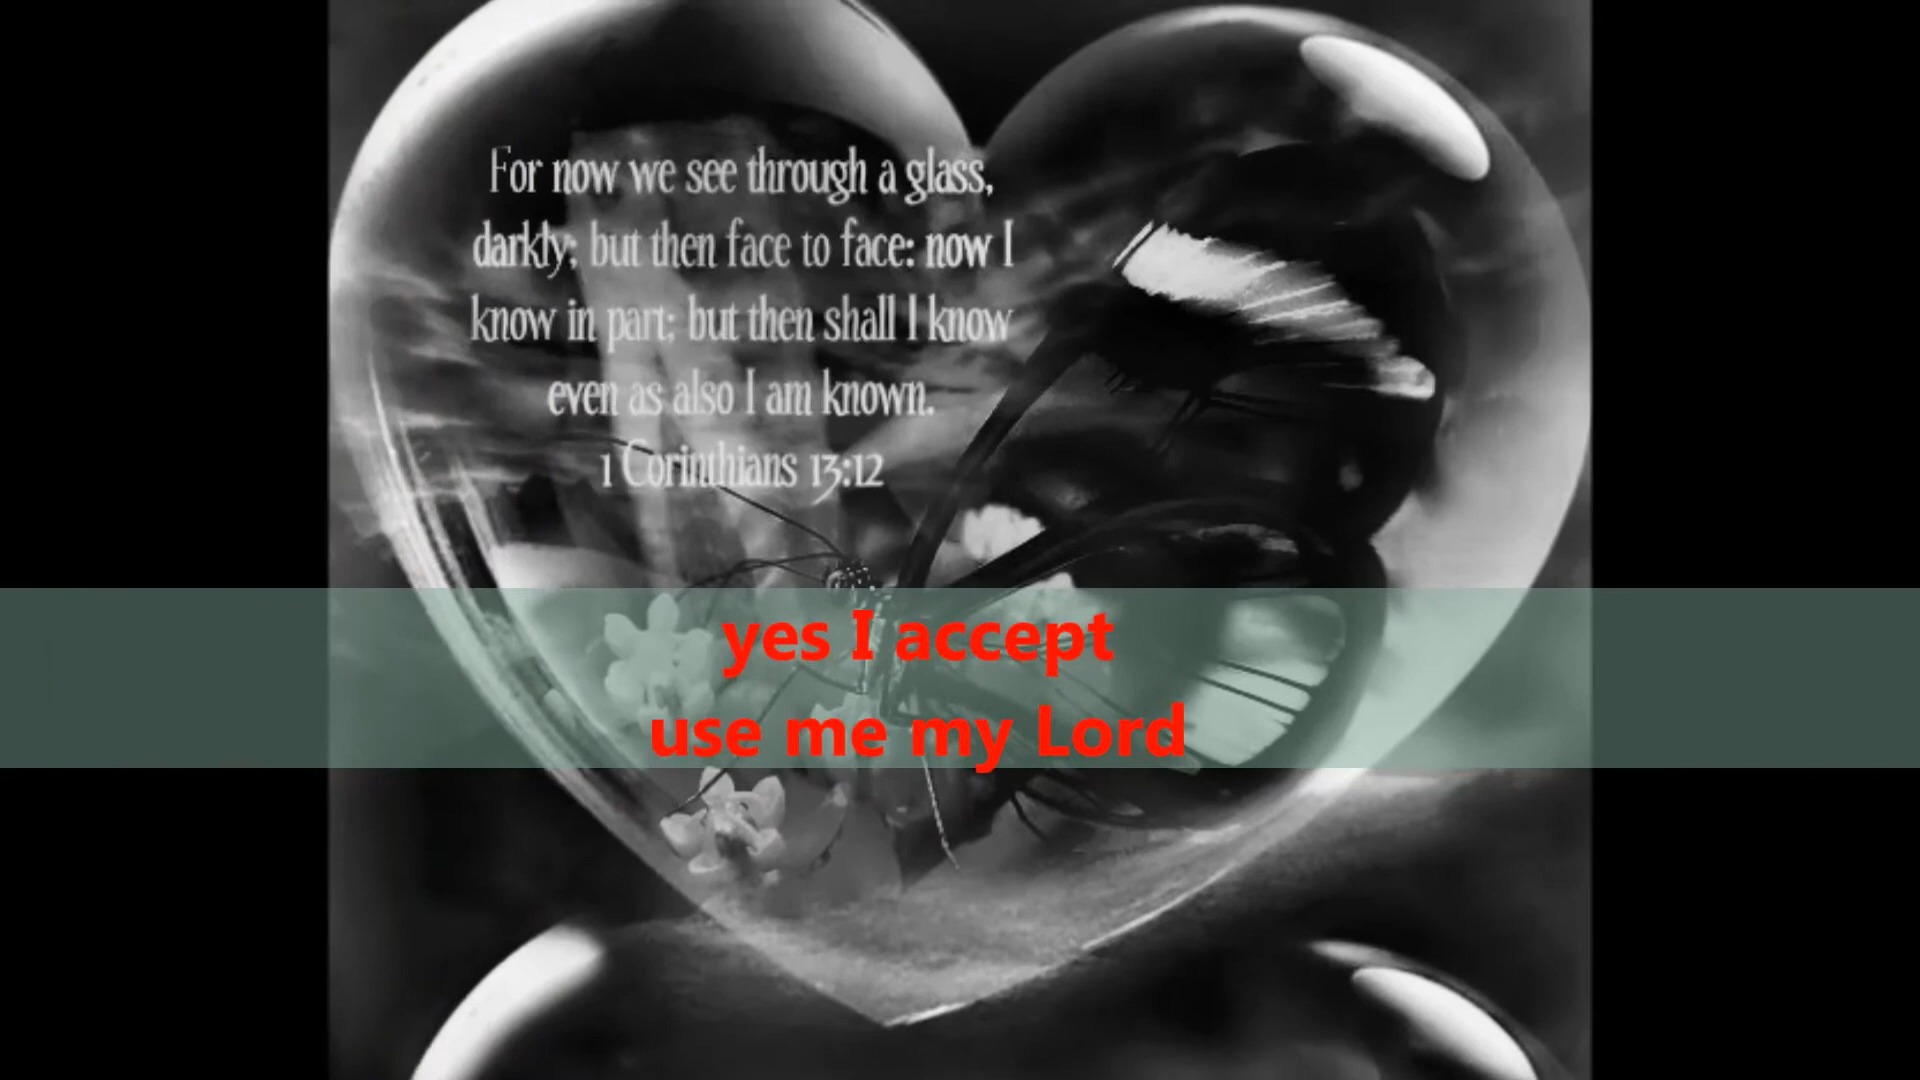 For now we see through a glass,
darkly; but then face to face: now I
know in part; but then shall I know
even as also I am known.
1 Corinthians 13:12
yes I accept
use me my Lord